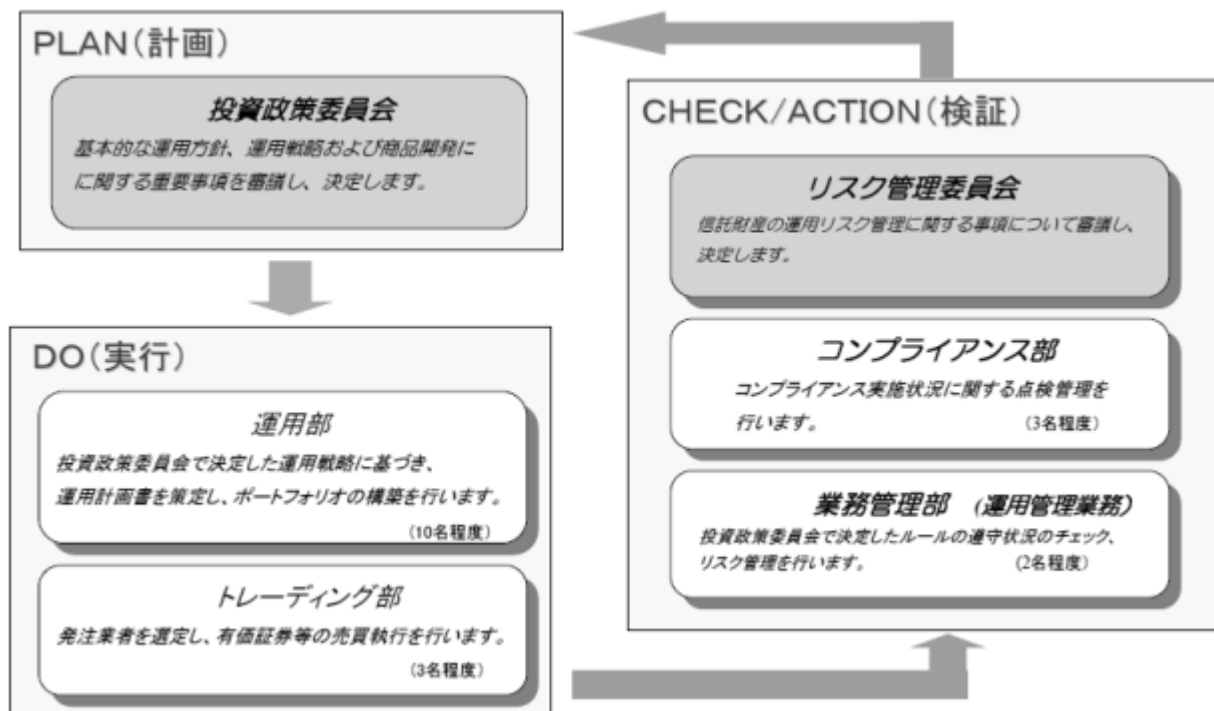 PLAN(計画)
投資政策委員会
基本的な運用方針、運用戦略および商品開発に
に関する重要事項を審議し、決定します。
DO(実行)
運用部
投資政策委員会で決定した運用戦略に基づき、
運用計画書を策定し、ポートフォリオの構築を行います。
(10名程度)
トレーディング部
発注業者を選定し、有価証券等の売買執行を行います。
(3名程度)
CHECK/ACTION(検証)
リスク管理委員会
信託財産の運用リスク管理に関する事項について審議し、
決定します。
コンプライアンス部
コンプライアンス実施状況に関する点検管理を
行います。 (3名程度)
業務管理部 (運用管理業務)
投資政策委員会で決定したルールの遵守状況のチェック、
リスク管理を行います。 (2名程度)